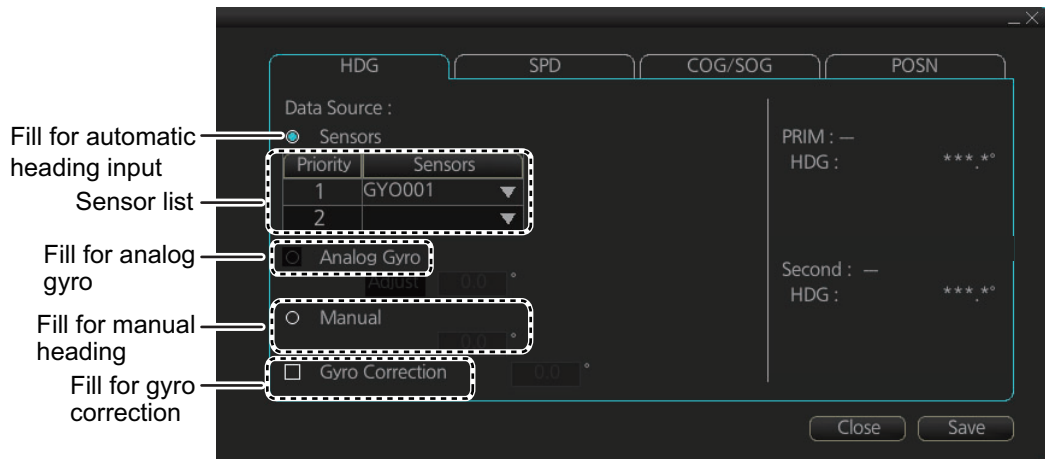 HDG SPD COG/SOG POSN
Data Source :
Fill for automatic
heading input
Sensors
Priority Sensors
1 GYO001
2
Sensor list
PRIM : —
HDG : ***.*°
Fill for analog
gyro
Analog Gyro
Adjust 0.0 °
Second : —
HDG : ***.*°
Fill for manual
heading
Manual
0.0 °
Fill for gyro
correction
Gyro Correction 0.0 °
Close Save